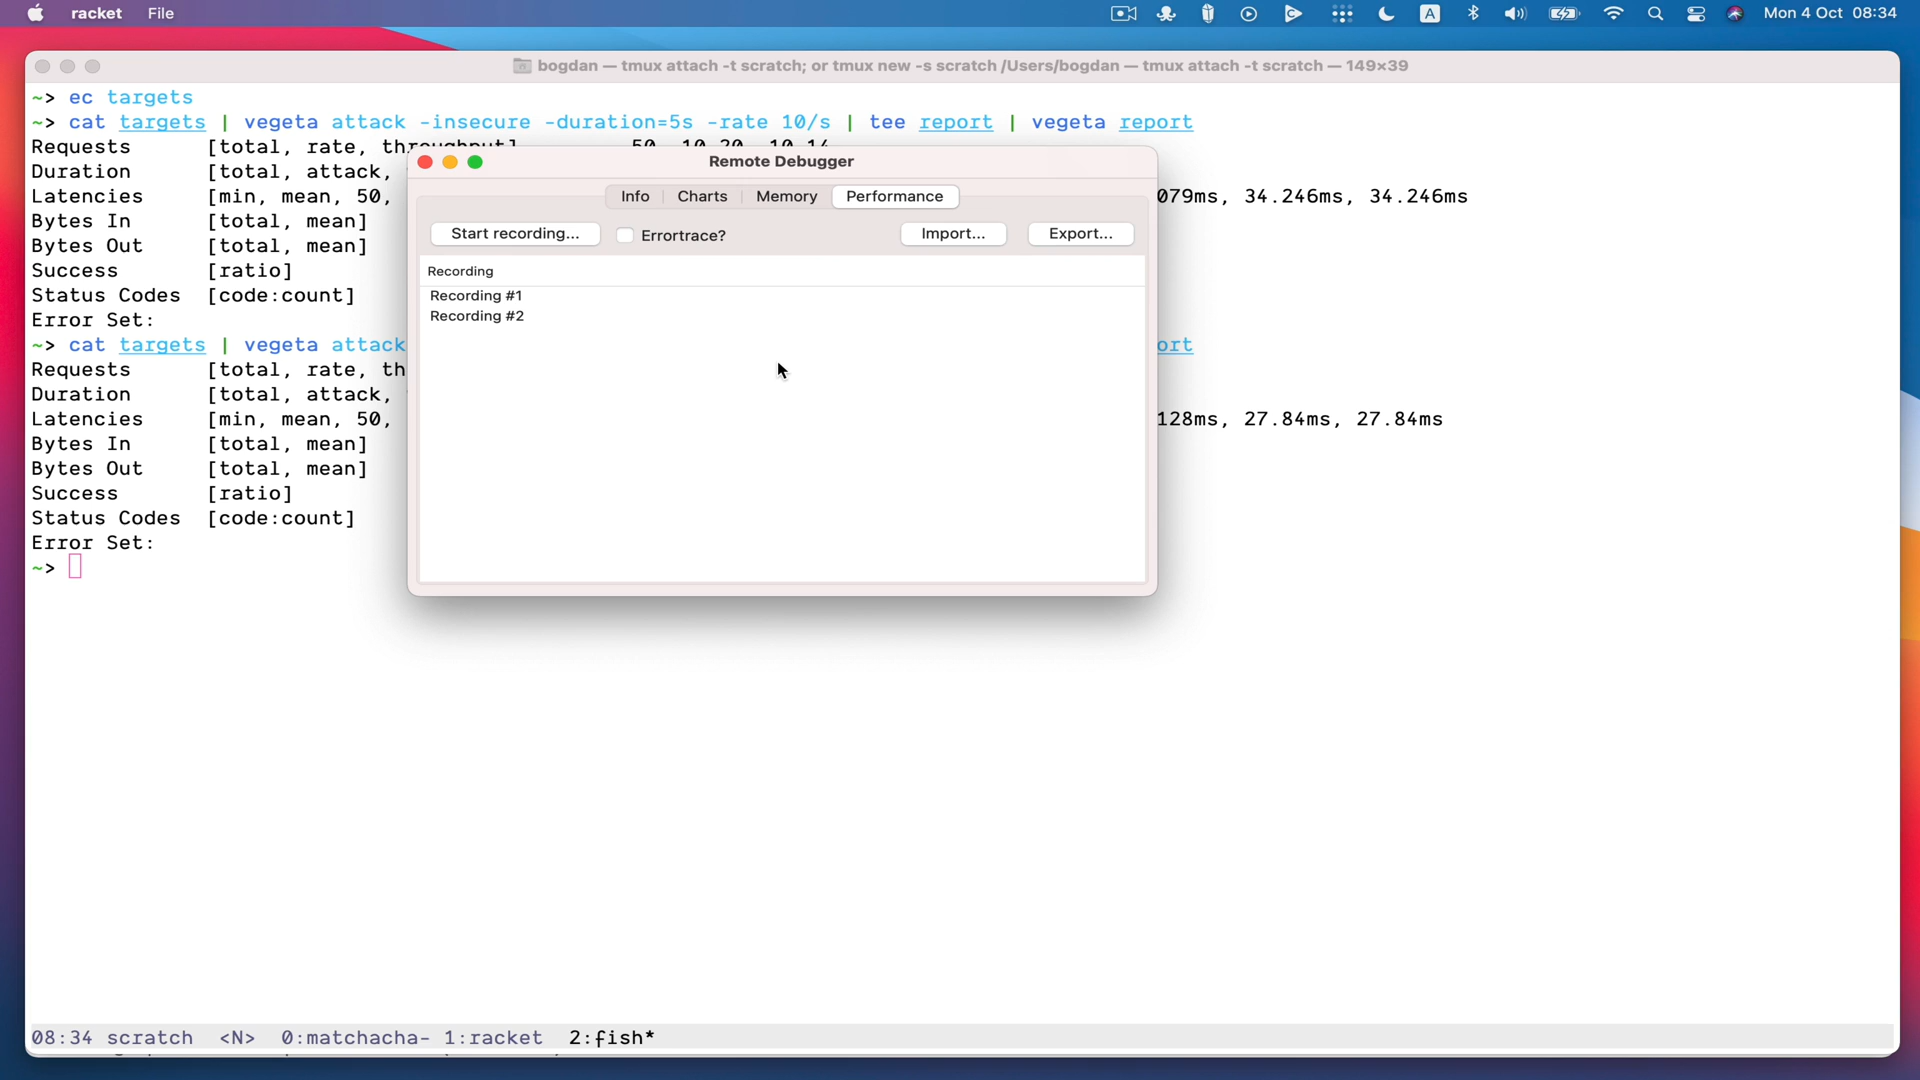 racket File
A Mon 4 Oct 08:34
bogdan — tmux attach -t scratch; or tmux new -s scratch /Users/bogdan — tmux attach -t scratch — 149×39
~> ec targets
~> cat targets | vegeta attack -insecure -duration=5s -rate 10/s | tee report | vegeta report
Requests [total, rate, throughput] 50, 10.20, 10.14
Duration [total, attack,
Latencies [min, mean, 50, 079ms, 34.246ms, 34.246ms
Bytes In [total, mean]
Bytes Out [total, mean]
Success [ratio]
Status Codes [code:count]
Error Set:
~> cat targets | vegeta attack ort
Requests [total, rate, th
Duration [total, attack,
Latencies [min, mean, 50, 128ms, 27.84ms, 27.84ms
Bytes In [total, mean]
Bytes Out [total, mean]
Success [ratio]
Status Codes [code:count]
Error Set:
~>
Remote Debugger
Info Charts Memory Performance
Start recording... Errortrace? Import... Export...
Recording
Recording #1
Recording #2
08:34 scratch <N> 0:matchacha- 1:racket 2:fish*